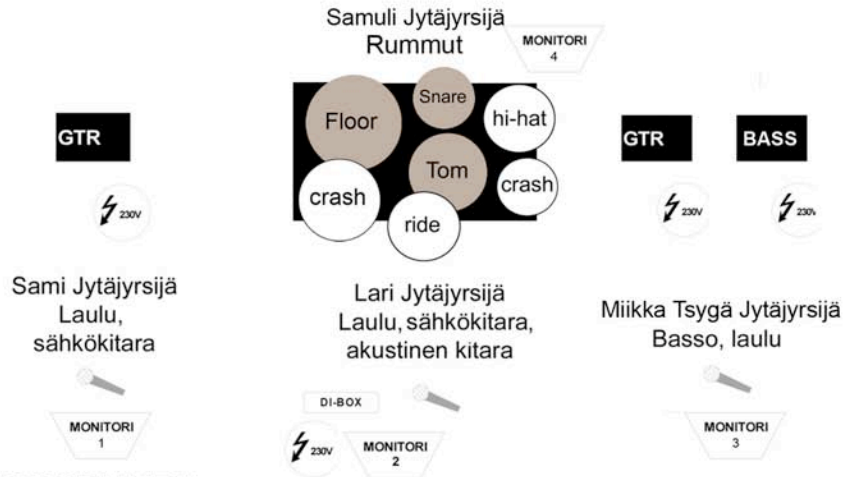 Samuli Jytäjyrsijä
Rummut
MONITORI
4
Floor
Snare
hi-hat
Tom
crash
crash
ride
GTR
230V
GTR
BASS
230V
230V
Sami Jytäjyrsijä
Laulu,
sähkökitara
Lari Jytäjyrsijä
Laulu, sähkökitara,
akustinen kitara
Miikka Tsygä Jytäjyrsijä
Basso, laulu
MONITORI
1
DI-BOX
230V
MONITORI
2
MONITORI
3